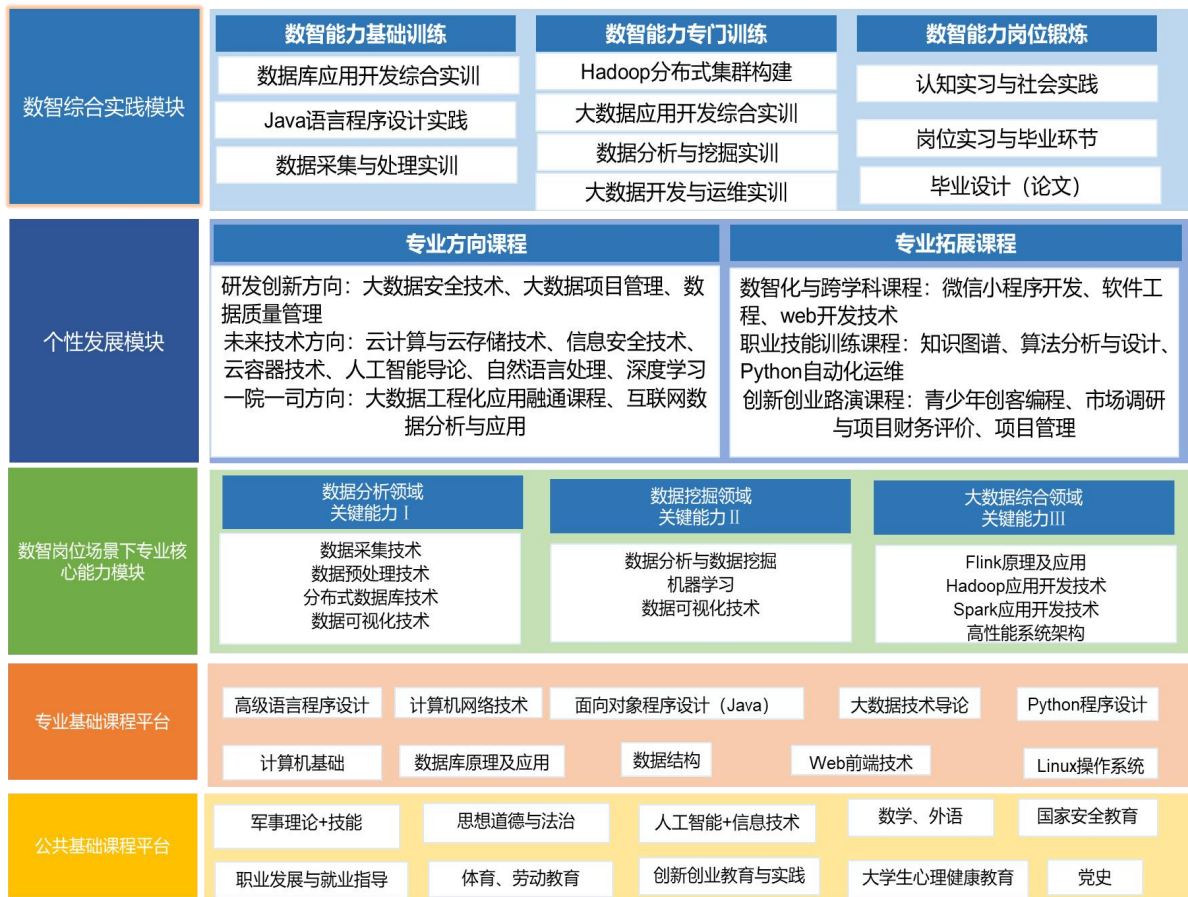 数智综合实践模块
数智能力基础训练
数据库应用开发综合实训
Java语言程序设计实践
数据采集与处理实训
数智能力专门训练
Hadoop分布式集群构建
大数据应用开发综合实训
数据分析与挖掘实训
大数据开发与运维实训
数智能力岗位锻炼
认知实习与社会实践
岗位实习与毕业环节
毕业设计（论文）
个性发展模块
专业方向课程
研发创新方向：大数据安全技术、大数据项目管理、数
据质量管理
未来技术方向：云计算与云存储技术、信息安全技术、
云容器技术、人工智能导论、自然语言处理、深度学习
一院一司方向：大数据工程化应用融通课程、互联网数
据分析与应用
专业拓展课程
数智化与跨学科课程：微信小程序开发、软件工
程、web开发技术
职业技能训练课程：知识图谱、算法分析与设计、
Python自动化运维
创新创业路演课程：青少年创客编程、市场调研
与项目财务评价、项目管理
数智岗位场景下专业核
心能力模块
数据分析领域
关键能力Ⅰ
数据采集技术
数据预处理技术
分布式数据库技术
数据可视化技术
数据挖掘领域
关键能力Ⅱ
数据分析与数据挖掘
机器学习
数据可视化技术
大数据综合领域
关键能力Ⅲ
Flink原理及应用
Hadoop应用开发技术
Spark应用开发技术
高性能系统架构
专业基础课程平台
高级语言程序设计
计算机网络技术
面向对象程序设计（Java）
大数据技术导论
Python程序设计
计算机基础
数据库原理及应用
数据结构
Web前端技术
Linux操作系统
公共基础课程平台
军事理论+技能
思想道德与法治
人工智能+信息技术
数学、外语
国家安全教育
职业发展与就业指导
体育、劳动教育
创新创业教育与实践
大学生心理健康教育
党史